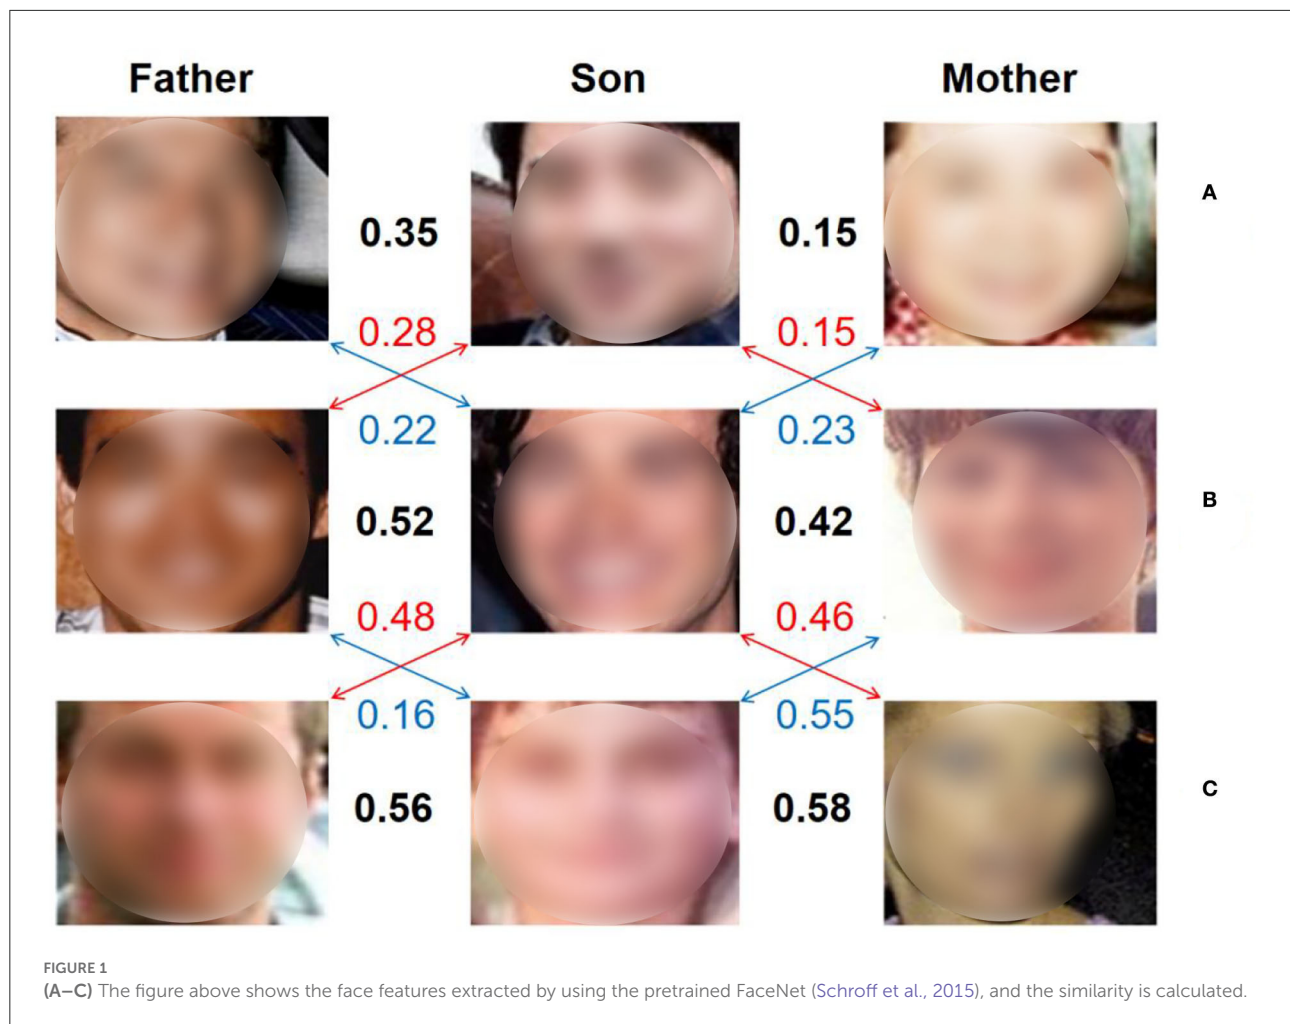 Father Son Mother
A
0.35 0.15
0.28 0.15
0.22 0.23
B
0.52 0.42
0.48 0.46
0.16 0.55
C
0.56 0.58
FIGURE 1
(A–C) The figure above shows the face features extracted by using the pretrained FaceNet (Schroff et al., 2015), and the similarity is calculated.